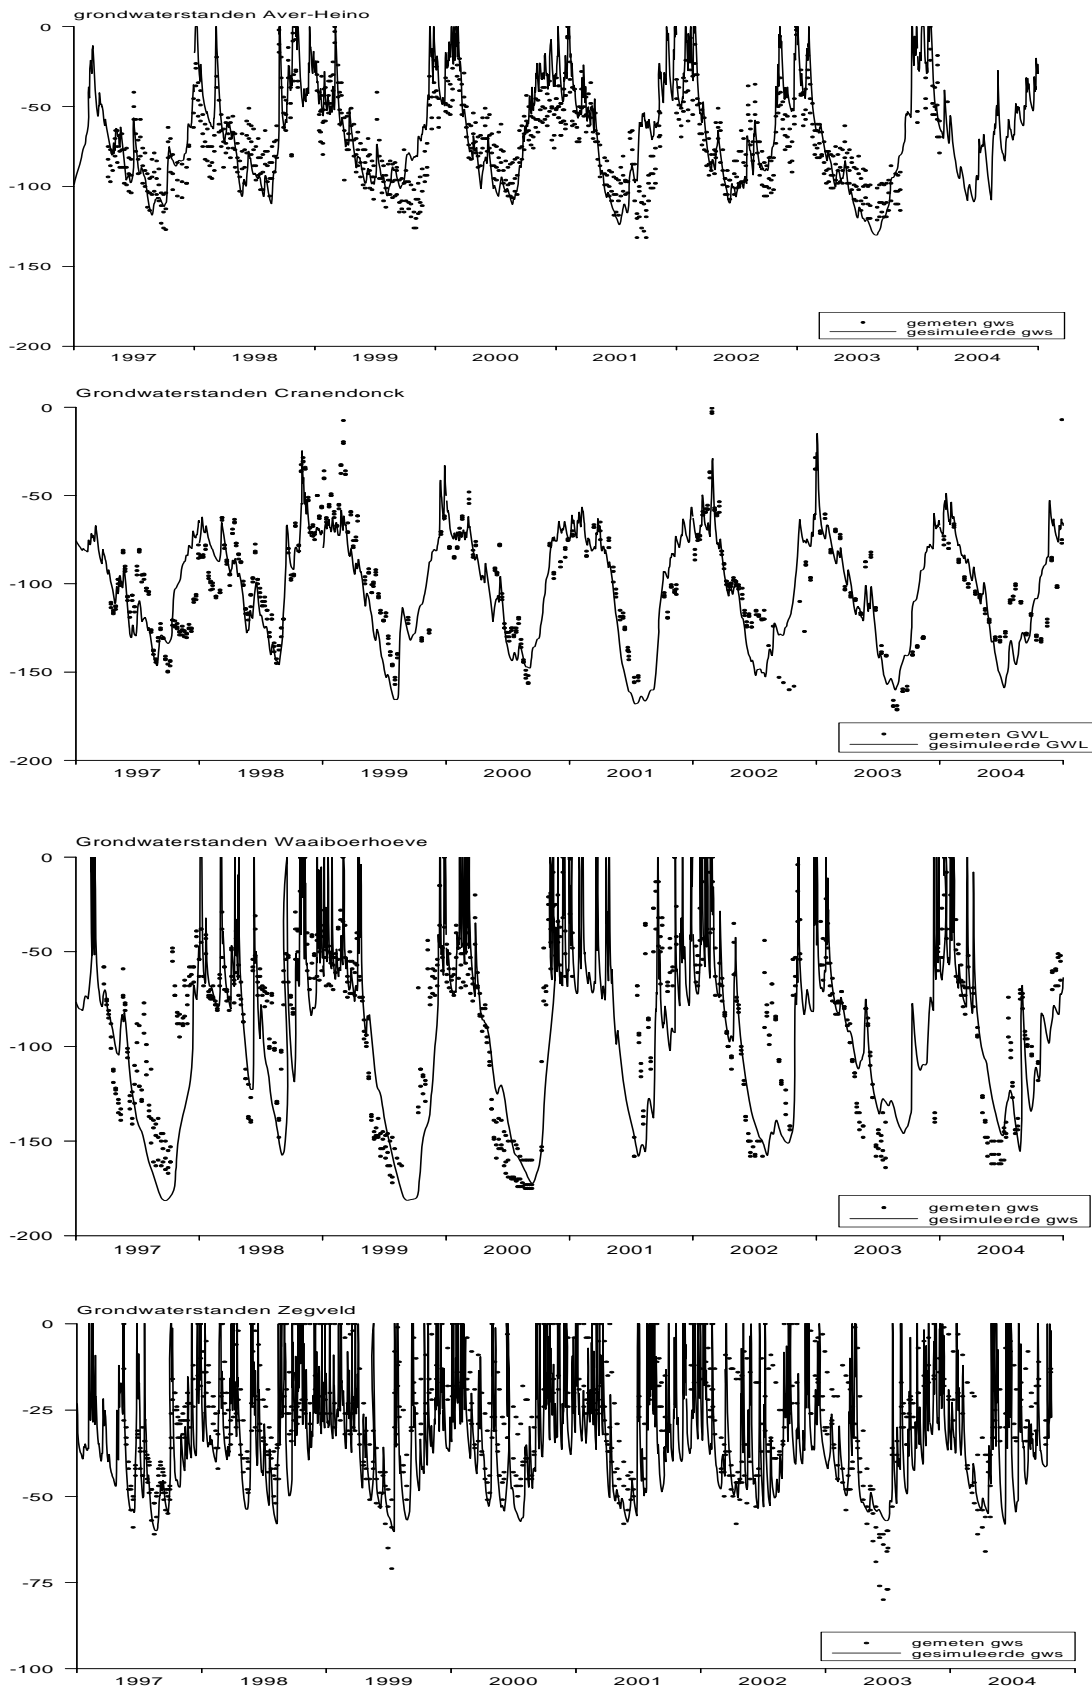 grondwaterstanden Aver-Heino
0
-50
-100
-150
-200
gemeten gws
gesimuleerde gws
1997 1998 1999 2000 2001 2002 2003 2004
Grondwaterstanden Cranendonck
0
-50
-100
-150
-200
gemeten GWL
gesimuleerde GWL
1997 1998 1999 2000 2001 2002 2003 2004
Grondwaterstanden Waaiboerhoeve
0
-50
-100
-150
-200
gemeten gws
gesimuleerde gws
1997 1998 1999 2000 2001 2002 2003 2004
Grondwaterstanden Zegveld
0
-25
-50
-75
-100
gemeten gws
gesimuleerde gws
1997 1998 1999 2000 2001 2002 2003 2004